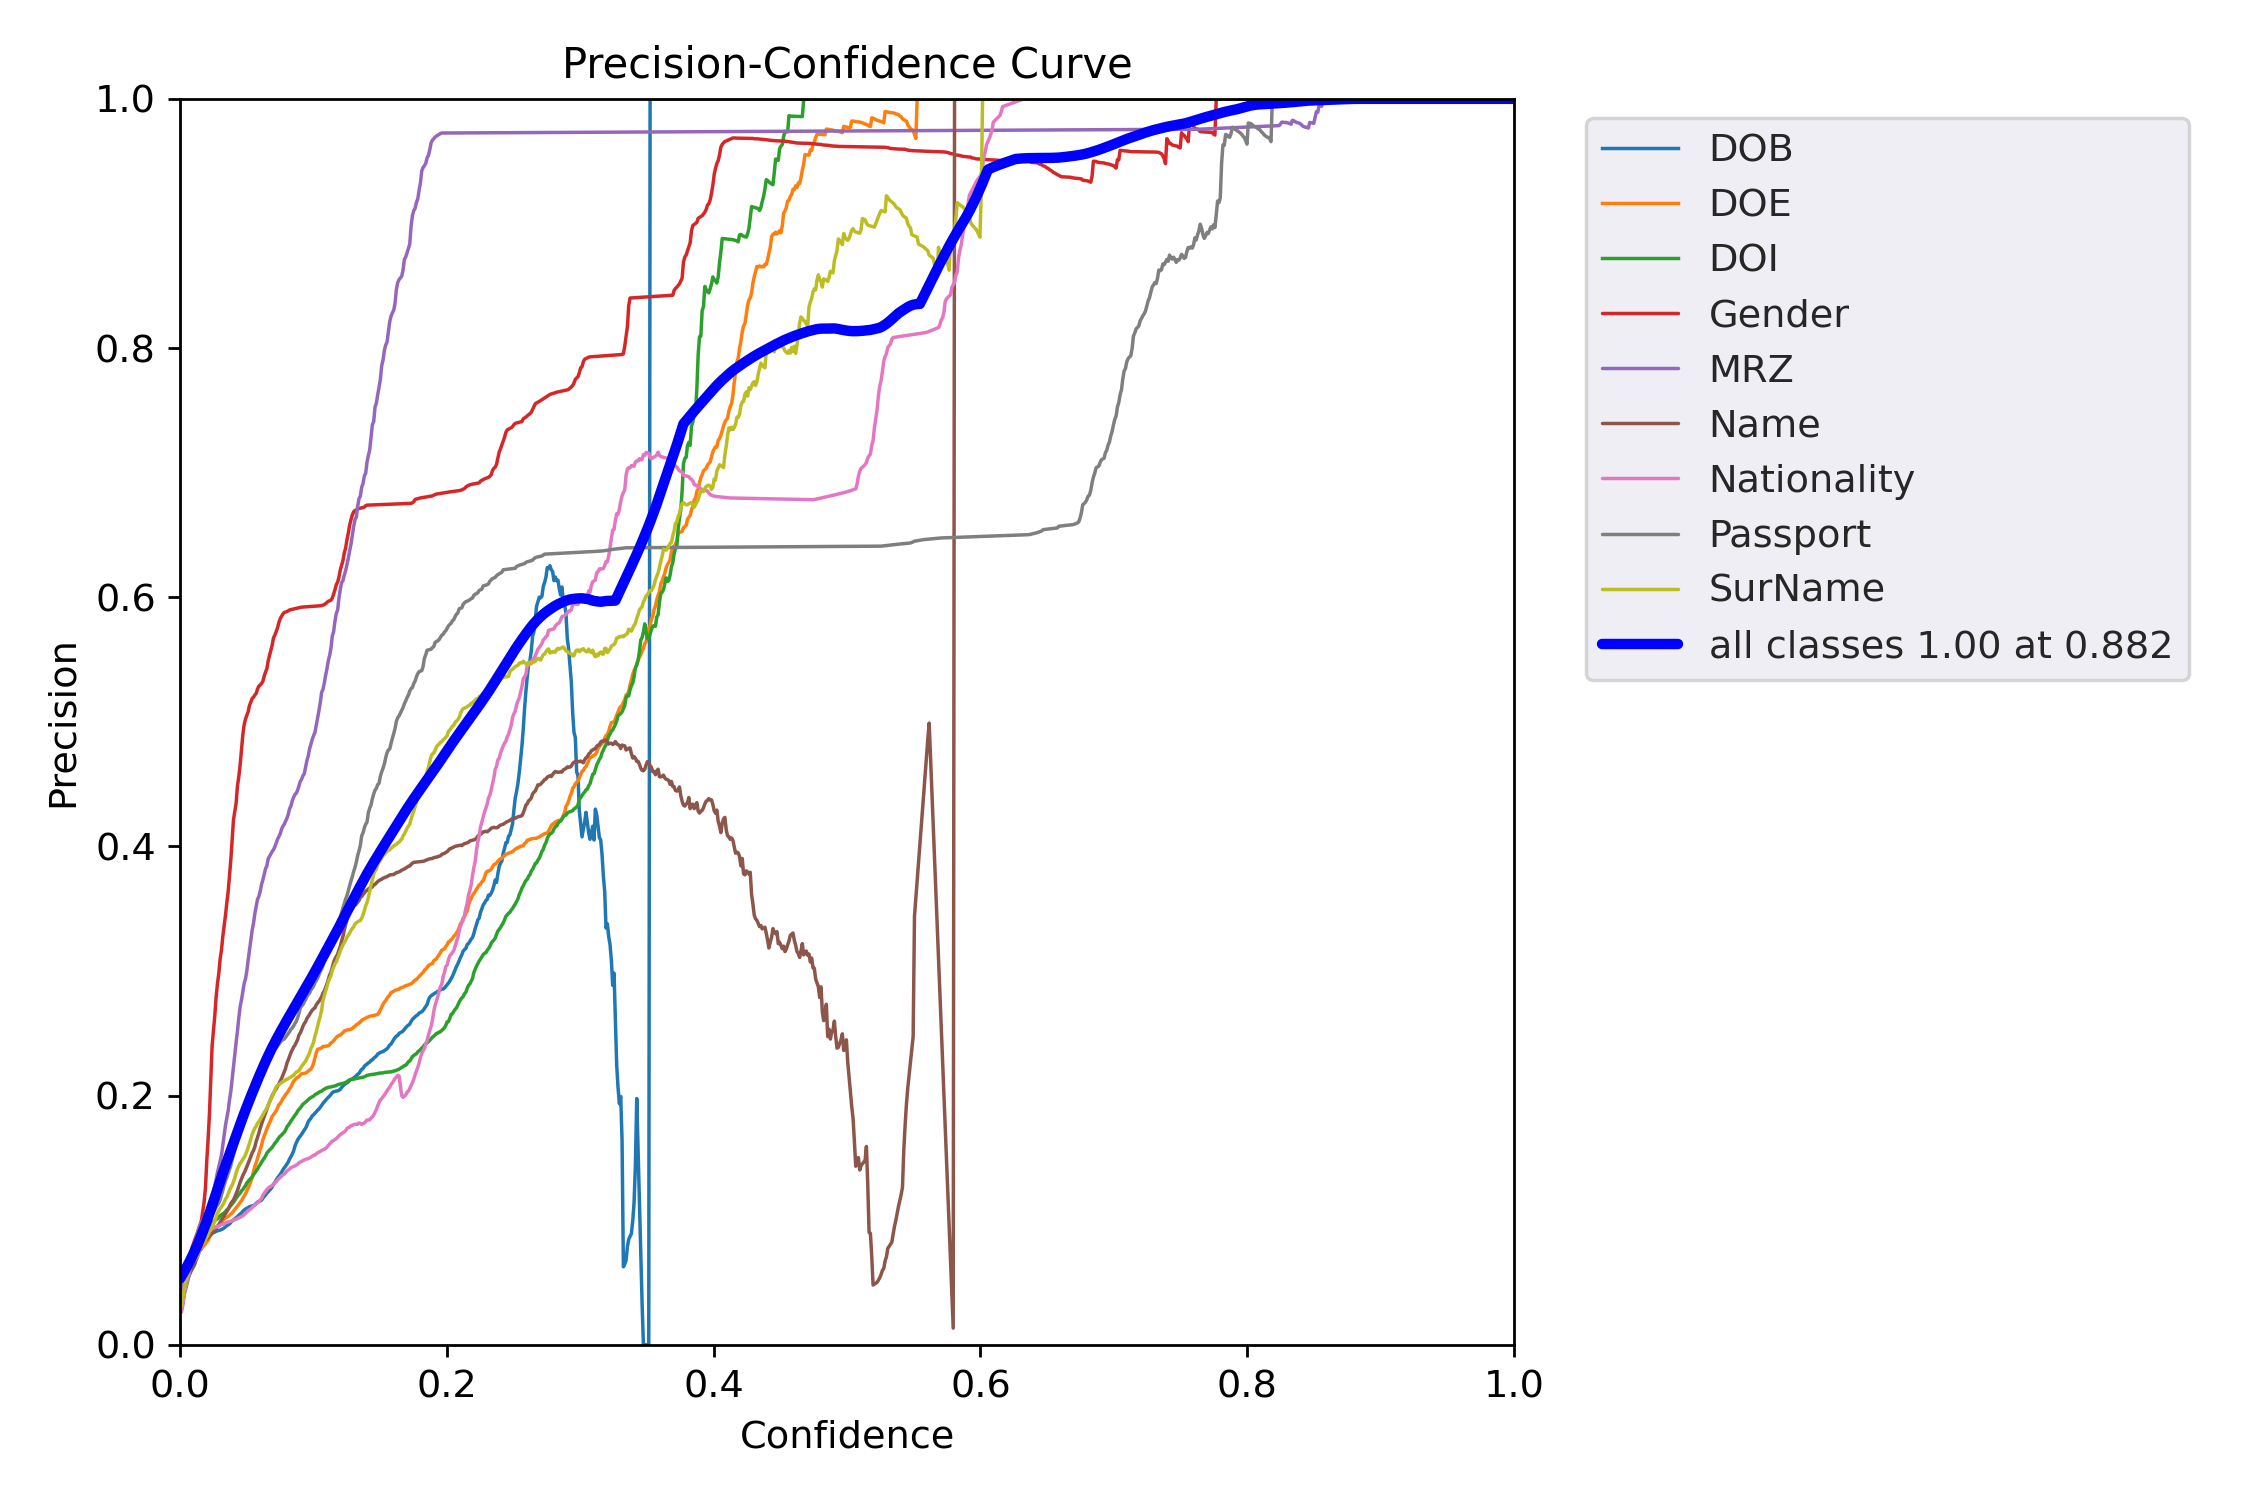 Precision-Confidence Curve
1.0
0.8
0.6
0.4
0.2
0.0
Precision
0.0 0.2 0.4 0.6 0.8 1.0
Confidence
DOB
DOE
DOI
Gender
MRZ
Name
Nationality
Passport
SurName
all classes 1.00 at 0.882